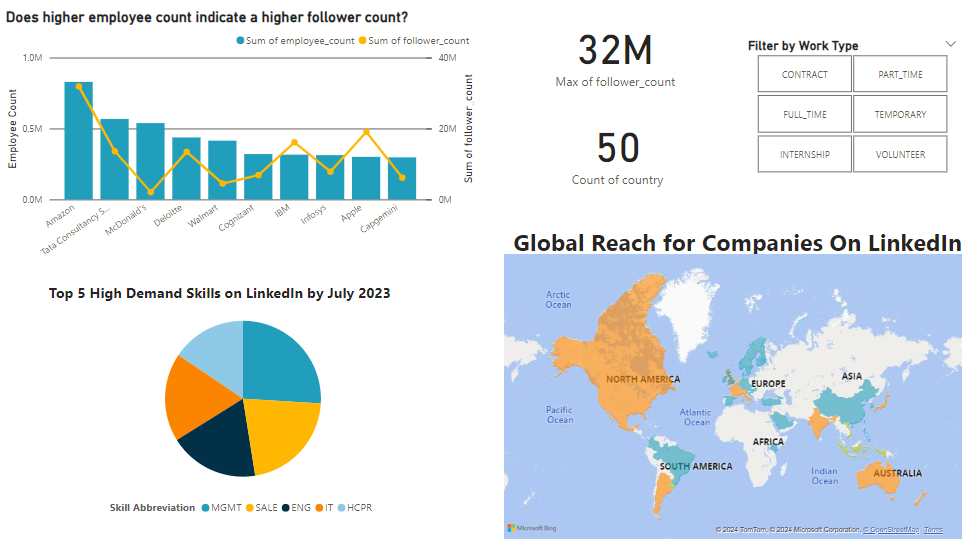 Does higher employee count indicate a higher follower count?
Sum of employee_count Sum of follower_count
1.0M
0.5M
0.0M
Employee Count
40M
20M
0M
Sum of follower_count
Amazon
Tata Consultancy S...
McDonald's
Deloitte
Walmart
Cognizant
IBM
Infosys
Apple
Capgemini
32M
Max of follower_count
50
Count of country
Filter by Work Type
CONTRACT
PART_TIME
FULL_TIME
TEMPORARY
INTERNSHIP
VOLUNTEER
Top 5 High Demand Skills on LinkedIn by July 2023
Skill Abbreviation MGMT SALE ENG IT HCPR
Global Reach for Companies On LinkedIn
Arctic
Ocean
NORTH AMERICA
EUROPE
ASIA
Pacific
Ocean
Atlantic
Ocean
AFRICA
SOUTH AMERICA
Indian
Ocean
AUSTRALIA
Microsoft Bing
© 2024 TomTom, © 2024 Microsoft Corporation, © OpenStreetMap Terms